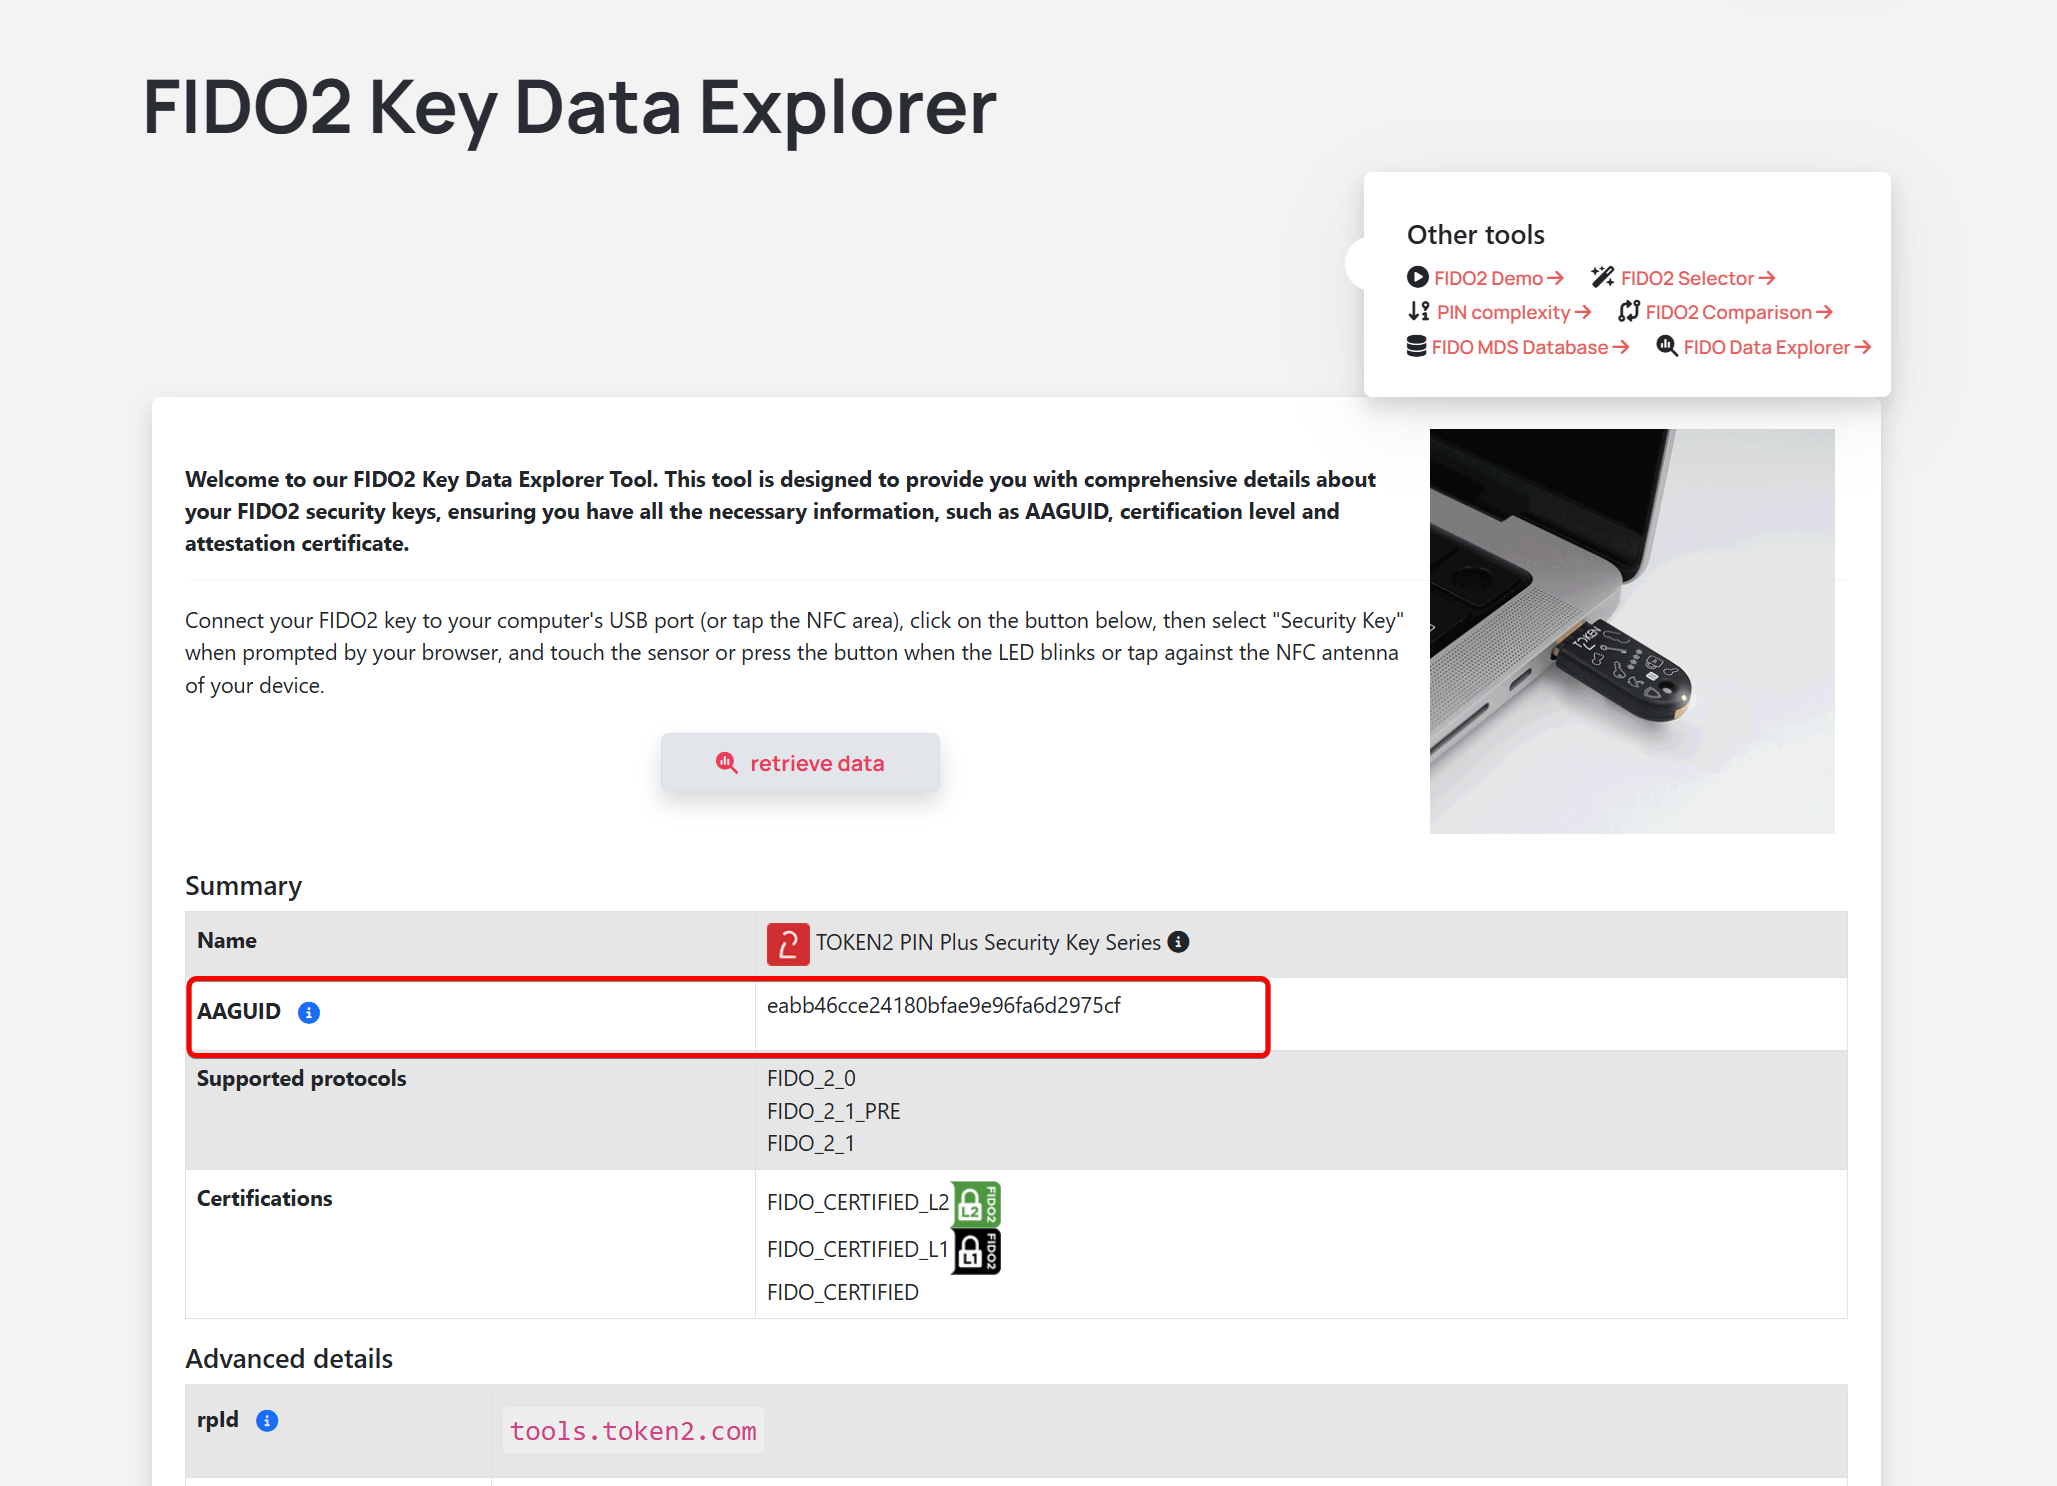 FIDO2 Key Data Explorer
Other tools
FIDO2 Demo → FIDO2 Selector →
PIN complexity → FIDO2 Comparison →
FIDO MDS Database → FIDO Data Explorer →
Welcome to our FIDO2 Key Data Explorer Tool. This tool is designed to provide you with comprehensive details about
your FIDO2 security keys, ensuring you have all the necessary information, such as AAGUID, certification level and
attestation certificate.
Connect your FIDO2 key to your computer's USB port (or tap the NFC area), click on the button below, then select "Security Key"
when prompted by your browser, and touch the sensor or press the button when the LED blinks or tap against the NFC antenna
of your device.
TOKEN
retrieve data
Summary
Name TOKEN2 PIN Plus Security Key Series
AAGUID eabb46cce24180bfae9e96fa6d2975cf
Supported protocols FIDO_2_0
FIDO_2_1_PRE
FIDO_2_1
Certifications FIDO_CERTIFIED_L2 L2 FIDO2
FIDO_CERTIFIED_L1 L1 FIDO2
FIDO_CERTIFIED
Advanced details
rpId tools.token2.com